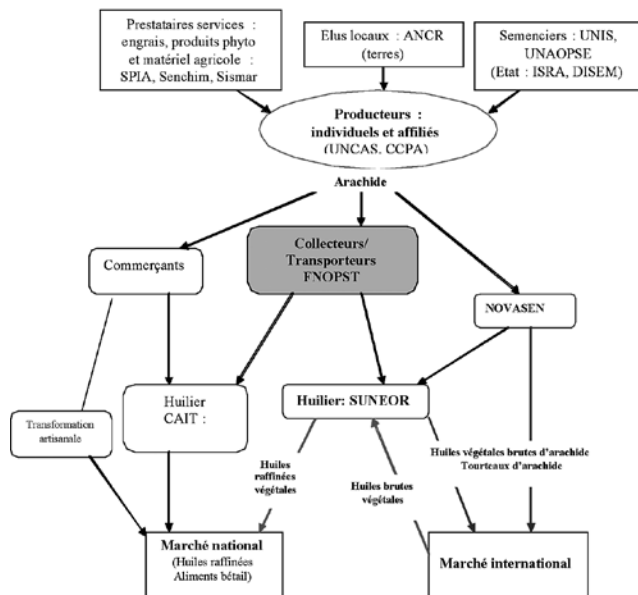 Prestataires services :
engrais, produits phyto
et matériel agricole :
SPIA, Senchim, Sismar
Elus locaux : ANCR
(terres)
Semenciers : UNIS,
UNAOPSE
(Etat : ISRA, DISEM)
Producteurs :
individuels et affiliés
(UNCAS, CCPA)
Arachide
Commerçants
Collecteurs/
Transporteurs
FNOPST
NOVASEN
Transformation
artisanale
Huilier
CAIT :
Huilier: SUNEOR
Huiles
raffinées
végétales
Huiles brutes
végétales
Huiles végétales brutes d'arachide
Tourteaux d'arachide
Marché national
(Huiles raffinées
Aliments bétail)
Marché international